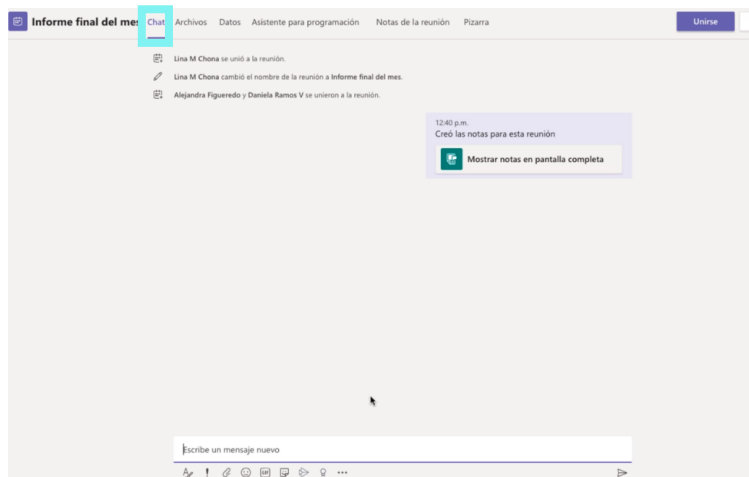 Informe final del mes Chat Archivos Datos Asistente para programación Notas de la reunión Pizarra Unirse
Lina M Chona se unió a la reunión.
Lina M Chona cambió el nombre de la reunión a Informe final del mes.
Alejandra Figueredo y Daniela Ramos V se unieron a la reunión.
12:40 p.m.
Creó las notas para esta reunión
Mostrar notas en pantalla completa
Escribe un mensaje nuevo
GIF